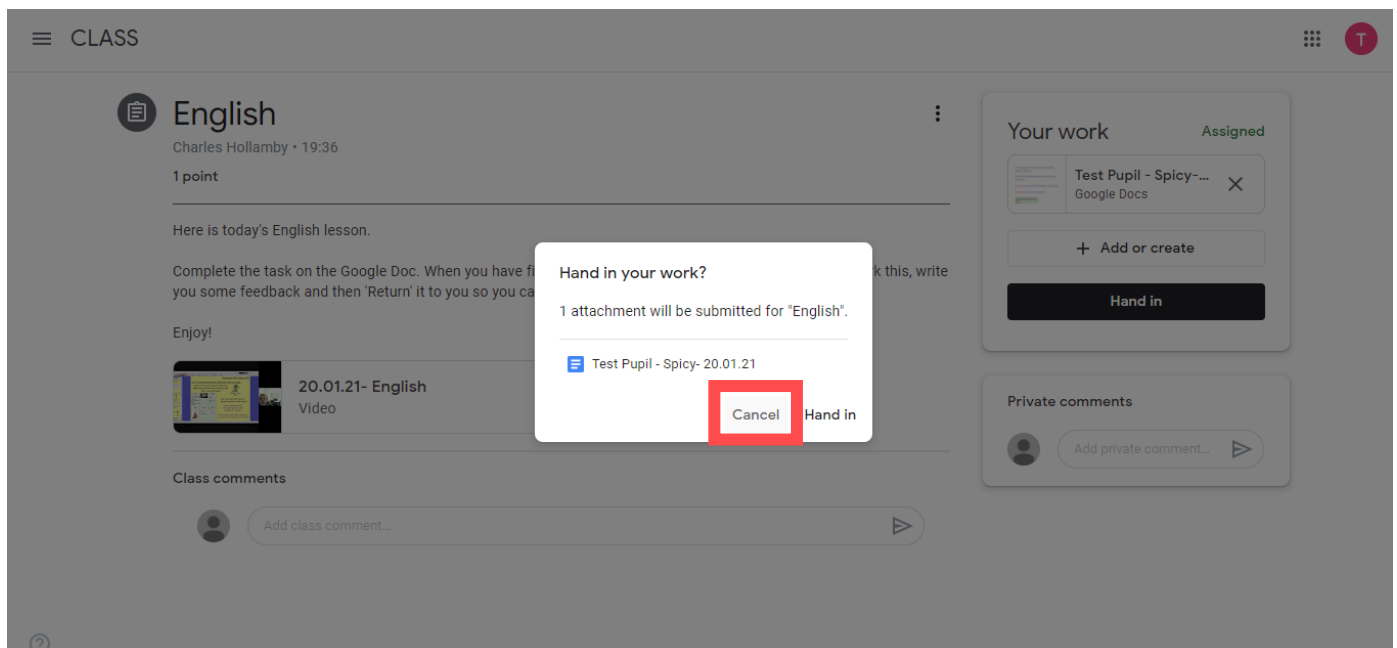 CLASS
T
English
Charles Hollamby • 19:36
1 point
Here is today's English lesson.
Complete the task on the Google Doc. When you have fi
k this, write
you some feedback and then 'Return' it to you so you ca
Enjoy!
20.01.21- English
Video
Class comments
Add class comment...
Hand in your work?
1 attachment will be submitted for "English".
Test Pupil - Spicy- 20.01.21
Cancel
Hand in
Your work
Assigned
Test Pupil - Spicy-...
Google Docs
+ Add or create
Hand in
Private comments
Add private comment...